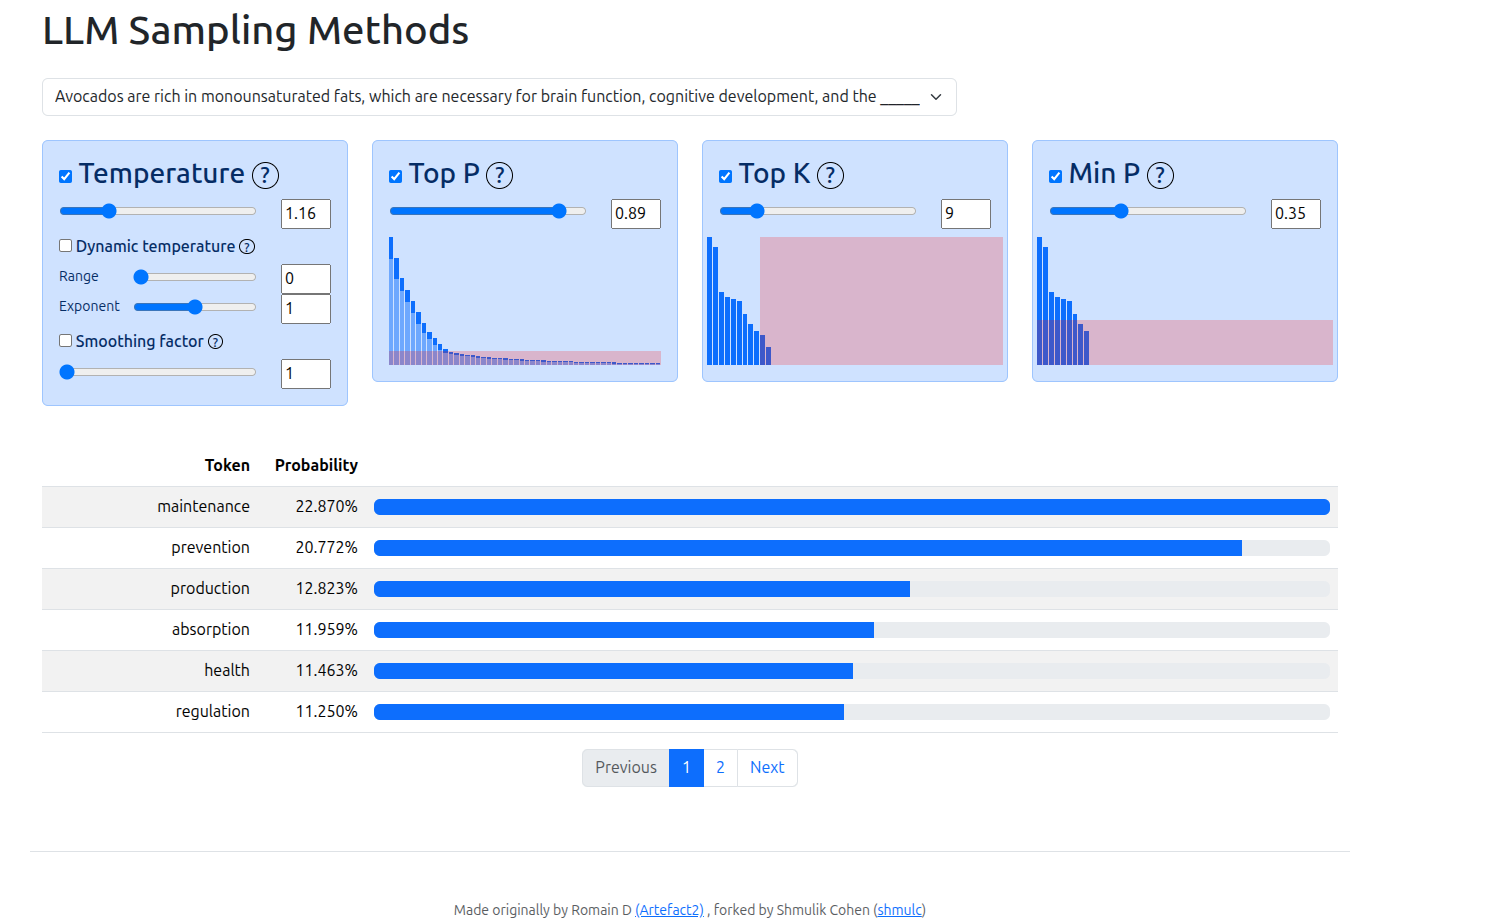 LLM Sampling Methods
Avocados are rich in monounsaturated fats, which are necessary for brain function, cognitive development, and the _____
Temperature ?
1.16
Dynamic temperature ?
Range 0
Exponent 1
Smoothing factor ?
1
Top P ?
0.89
Top K ?
9
Min P ?
0.35
Token Probability
maintenance 22.870%
prevention 20.772%
production 12.823%
absorption 11.959%
health 11.463%
regulation 11.250%
Previous 1 2 Next
Made originally by Romain D (Artefact2) , forked by Shmulik Cohen (shmulc)